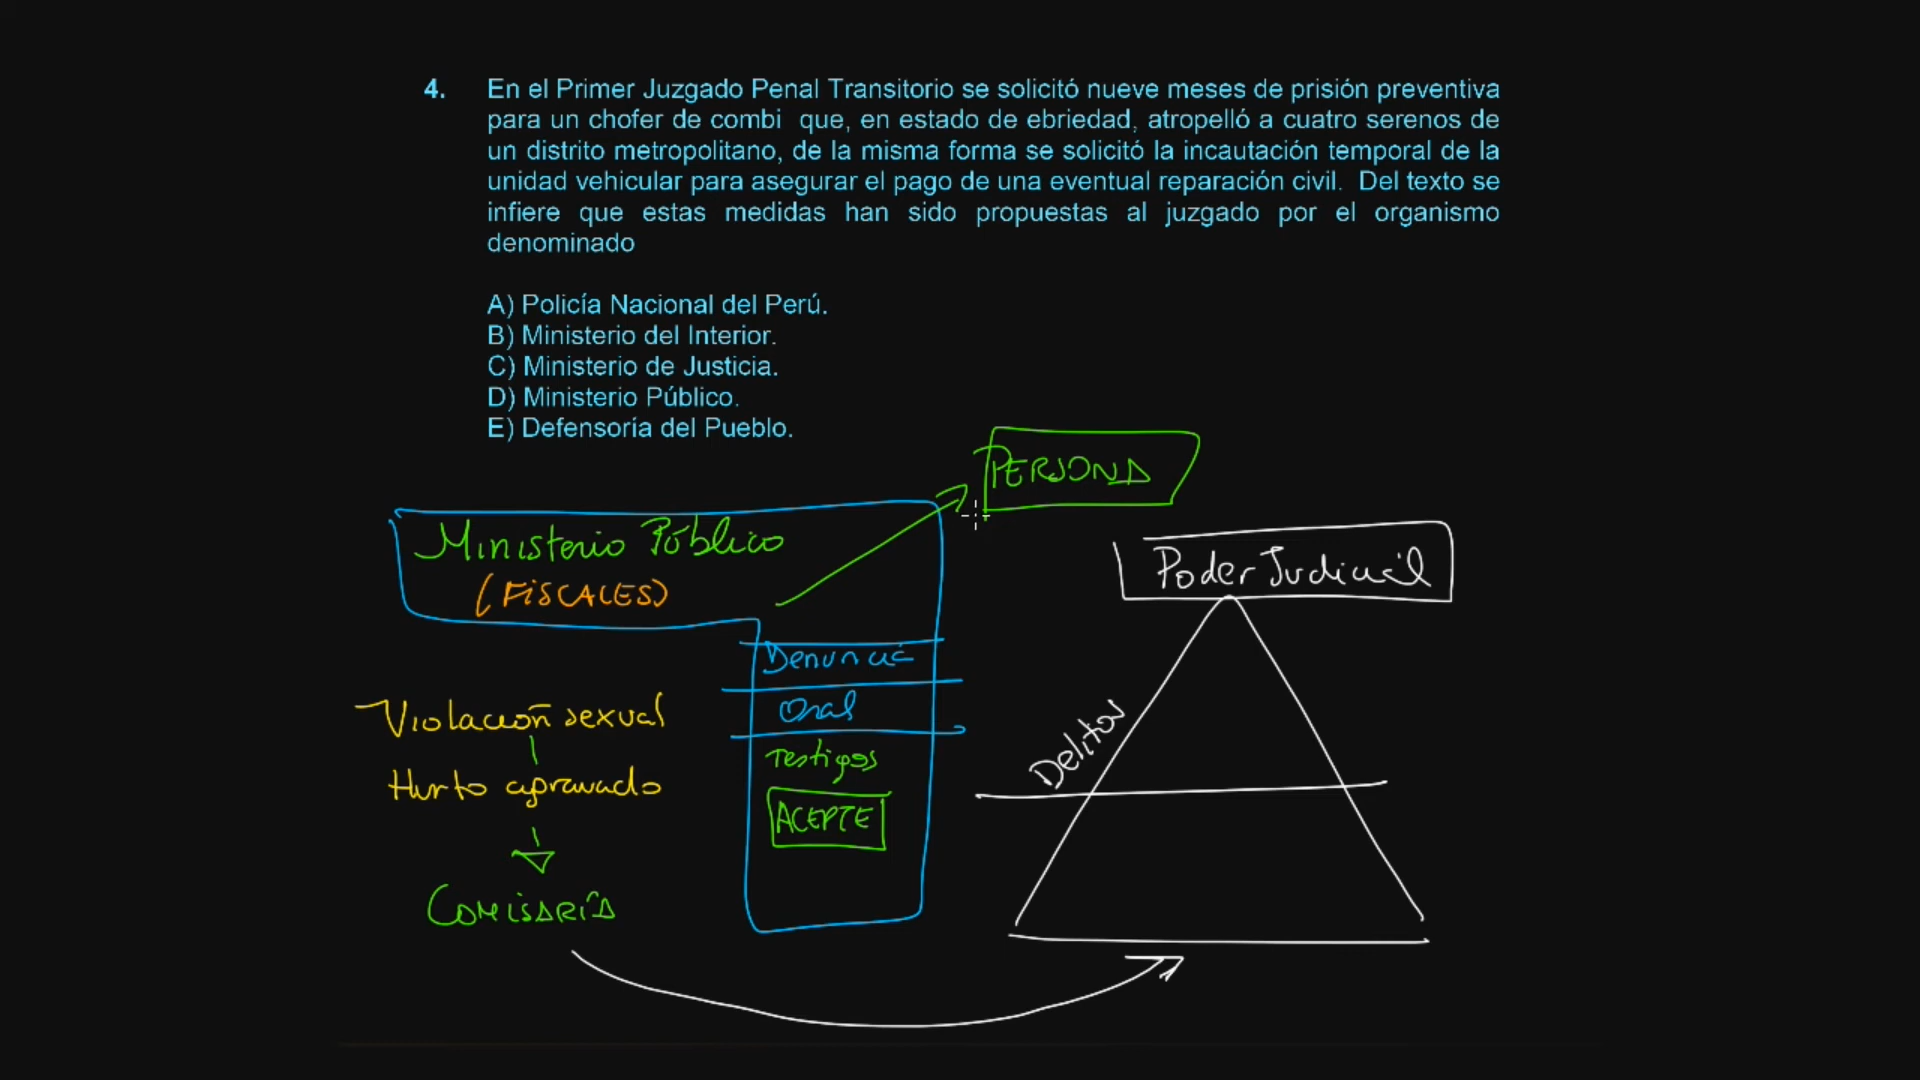 4. En el Primer Juzgado Penal Transitorio se solicitó nueve meses de prisión preventiva
para un chofer de combi que, en estado de ebriedad, atropelló a cuatro serenos de
un distrito metropolitano, de la misma forma se solicitó la incautación temporal de la
unidad vehicular para asegurar el pago de una eventual reparación civil. Del texto se
infiere que estas medidas han sido propuestas al juzgado por el organismo
denominado
A) Policía Nacional del Perú.
B) Ministerio del Interior.
C) Ministerio de Justicia.
D) Ministerio Público.
E) Defensoría del Pueblo.
PERSONA
Ministerio Público
(FISCALES)
Poder Judicial
Denuncia
Oral
Testigos
ACEPTE
Violación sexual
Hurto agravado
COMISARÍA
Delitos